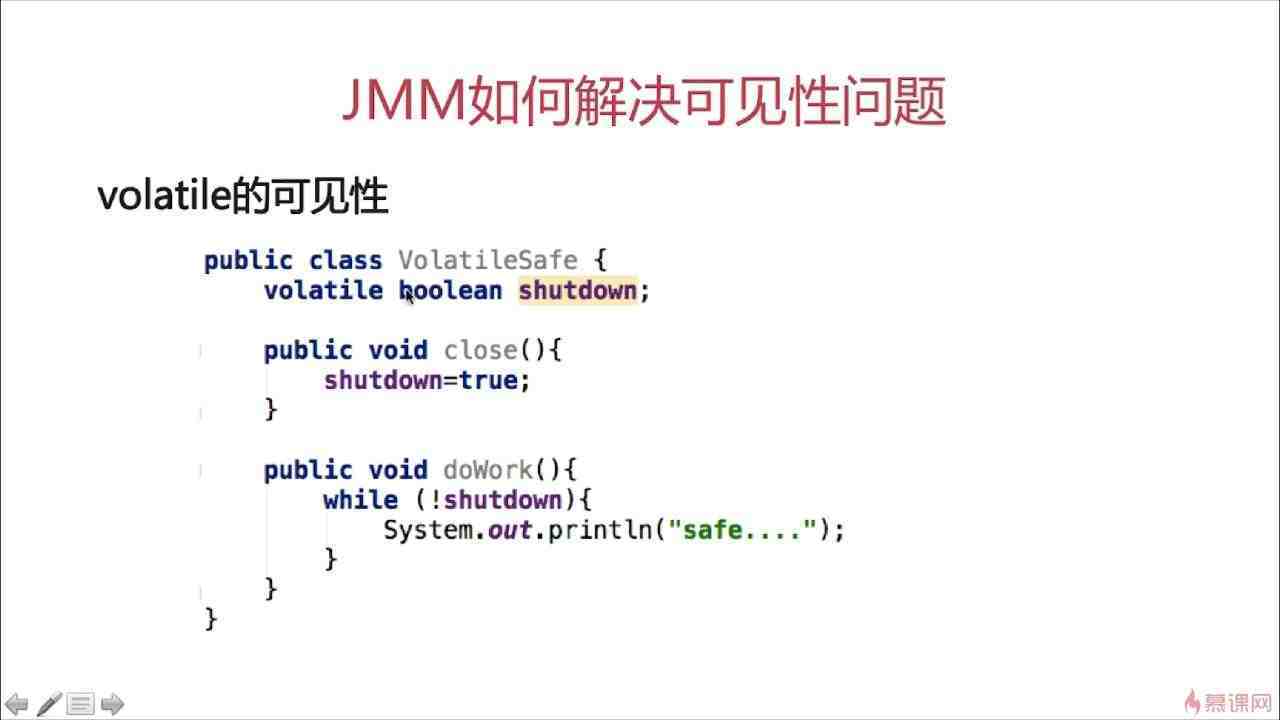 JMM如何解决可见性问题
volatile的可见性
public class VolatileSafe {
    volatile boolean shutdown;
    public void close(){
        shutdown=true;
    }
    public void doWork(){
        while (!shutdown){
            System.out.println("safe....");
        }
    }
}
慕课网